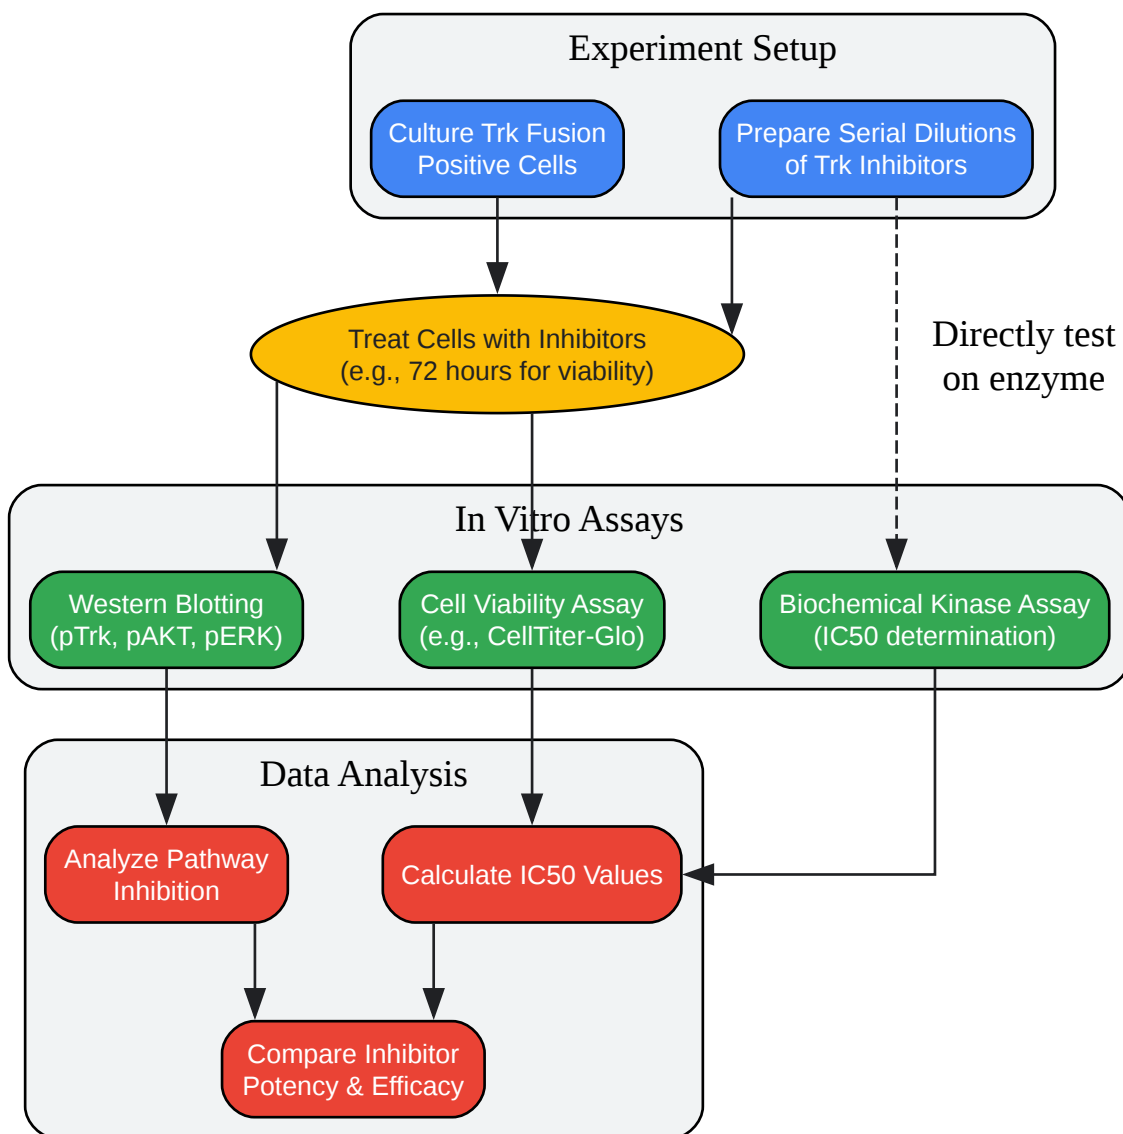 Experiment Setup
Culture Trk Fusion
Positive Cells
Prepare Serial Dilutions
of Trk Inhibitors
Treat Cells with Inhibitors
(e.g., 72 hours for viability)
Directly test
on enzyme
In Vitro Assays
Western Blotting
(pTrk, pAKT, pERK)
Cell Viability Assay
(e.g., CellTiter-Glo)
Biochemical Kinase Assay
(IC50 determination)
Data Analysis
Analyze Pathway
Inhibition
Calculate IC50 Values
Compare Inhibitor
Potency & Efficacy